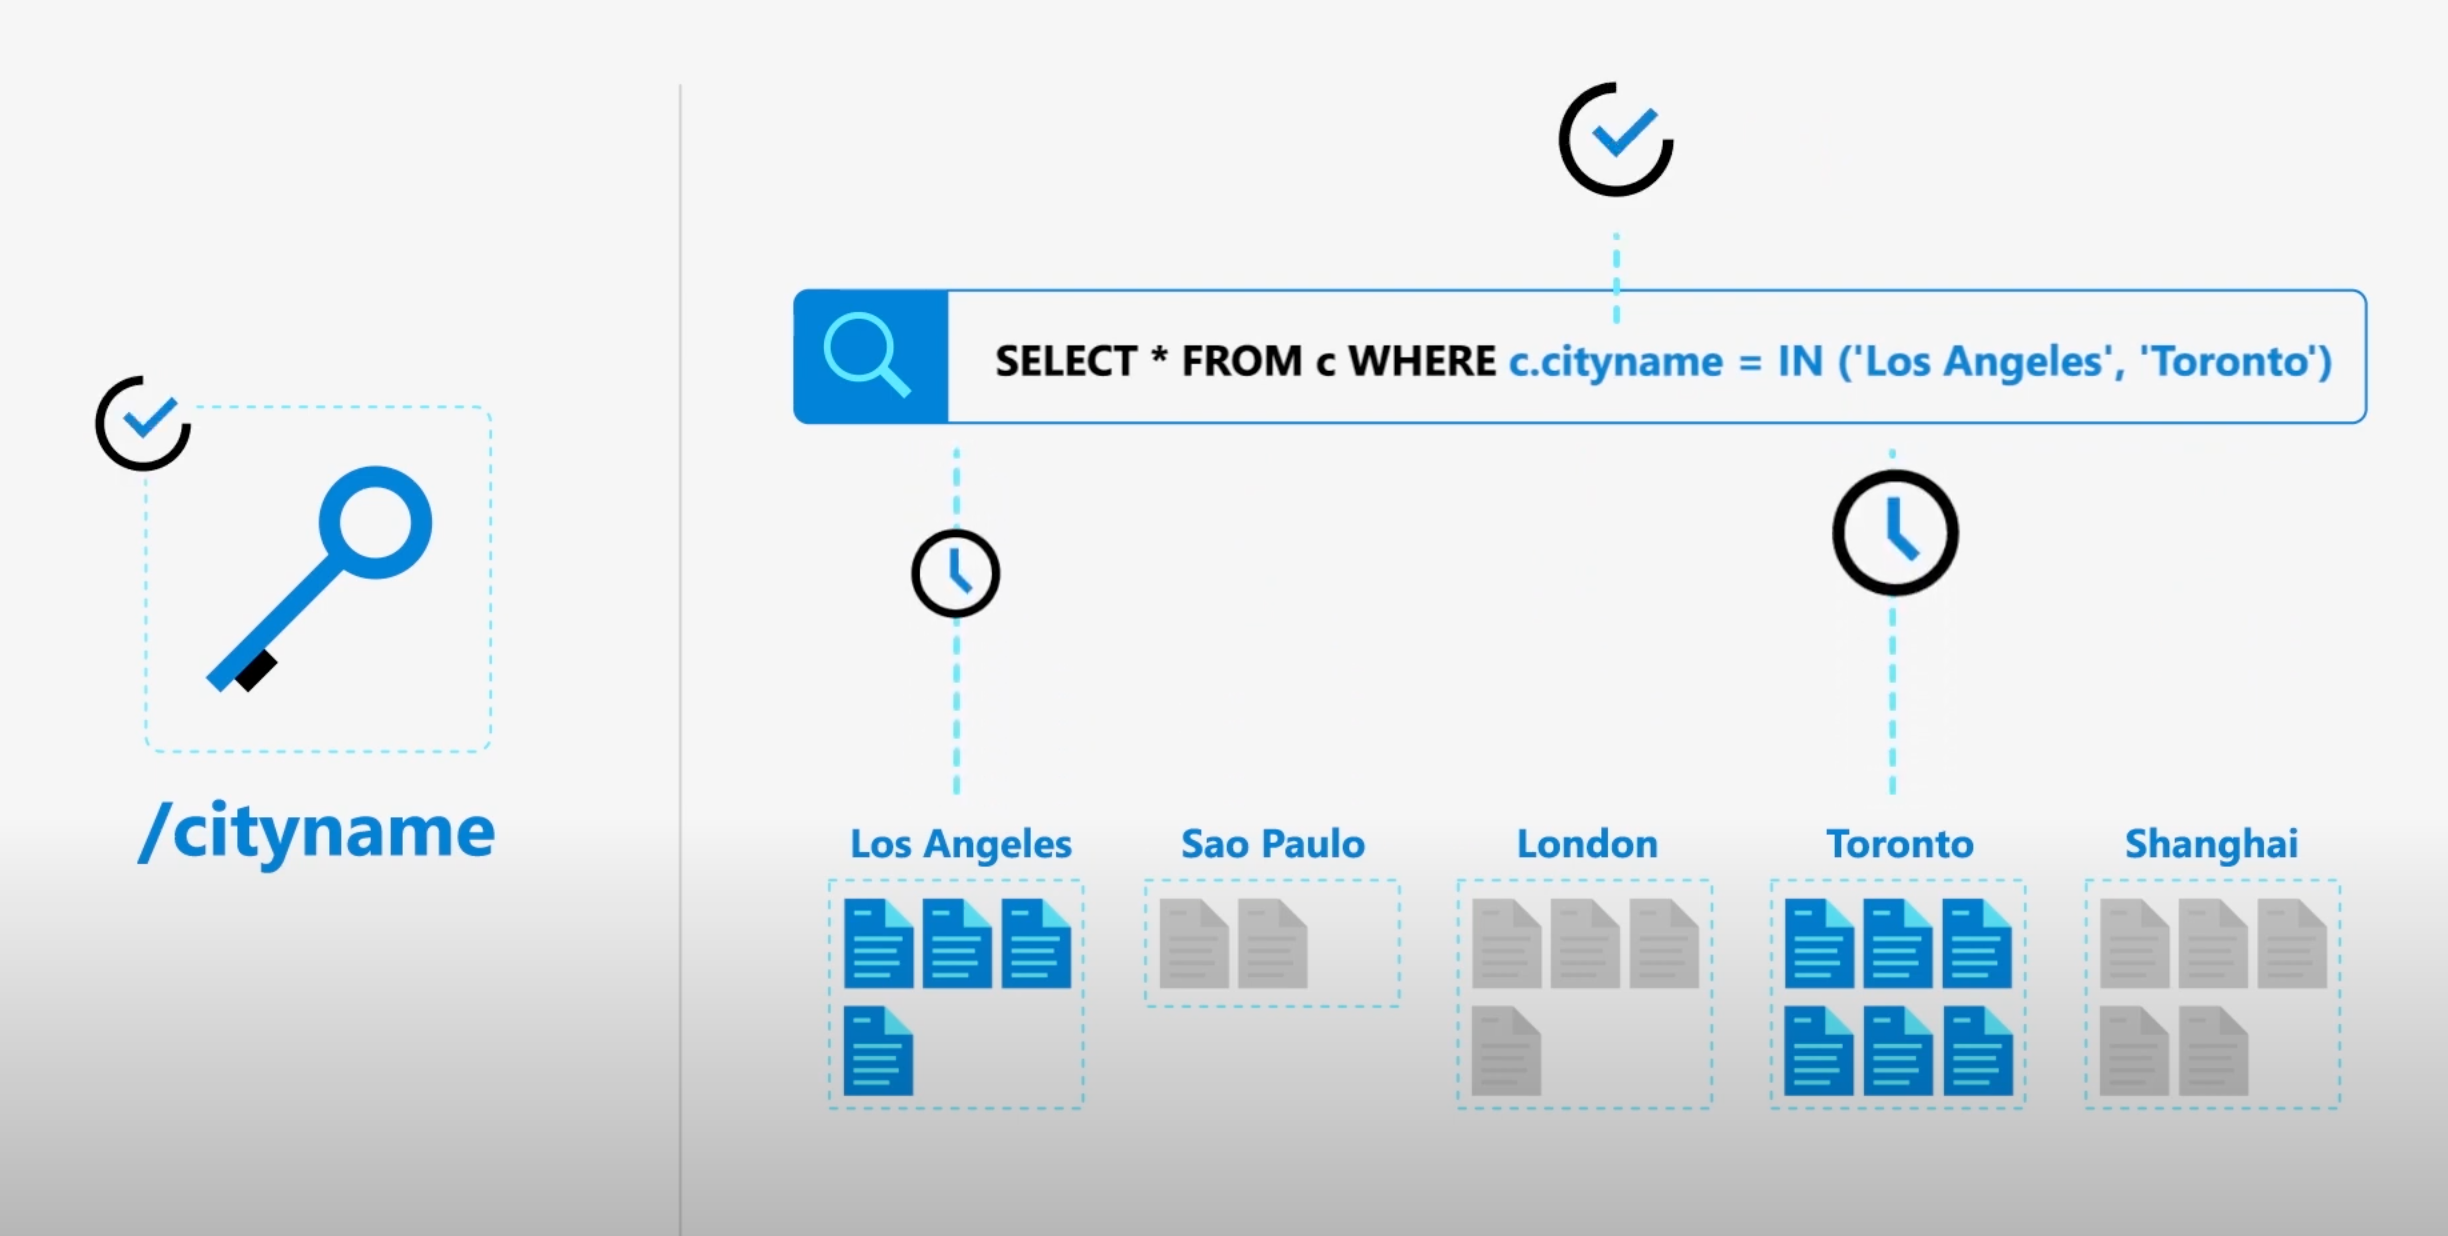 SELECT * FROM c WHERE c.cityname = IN ('Los Angeles', 'Toronto')
/cityname
Los Angeles
Sao Paulo
London
Toronto
Shanghai